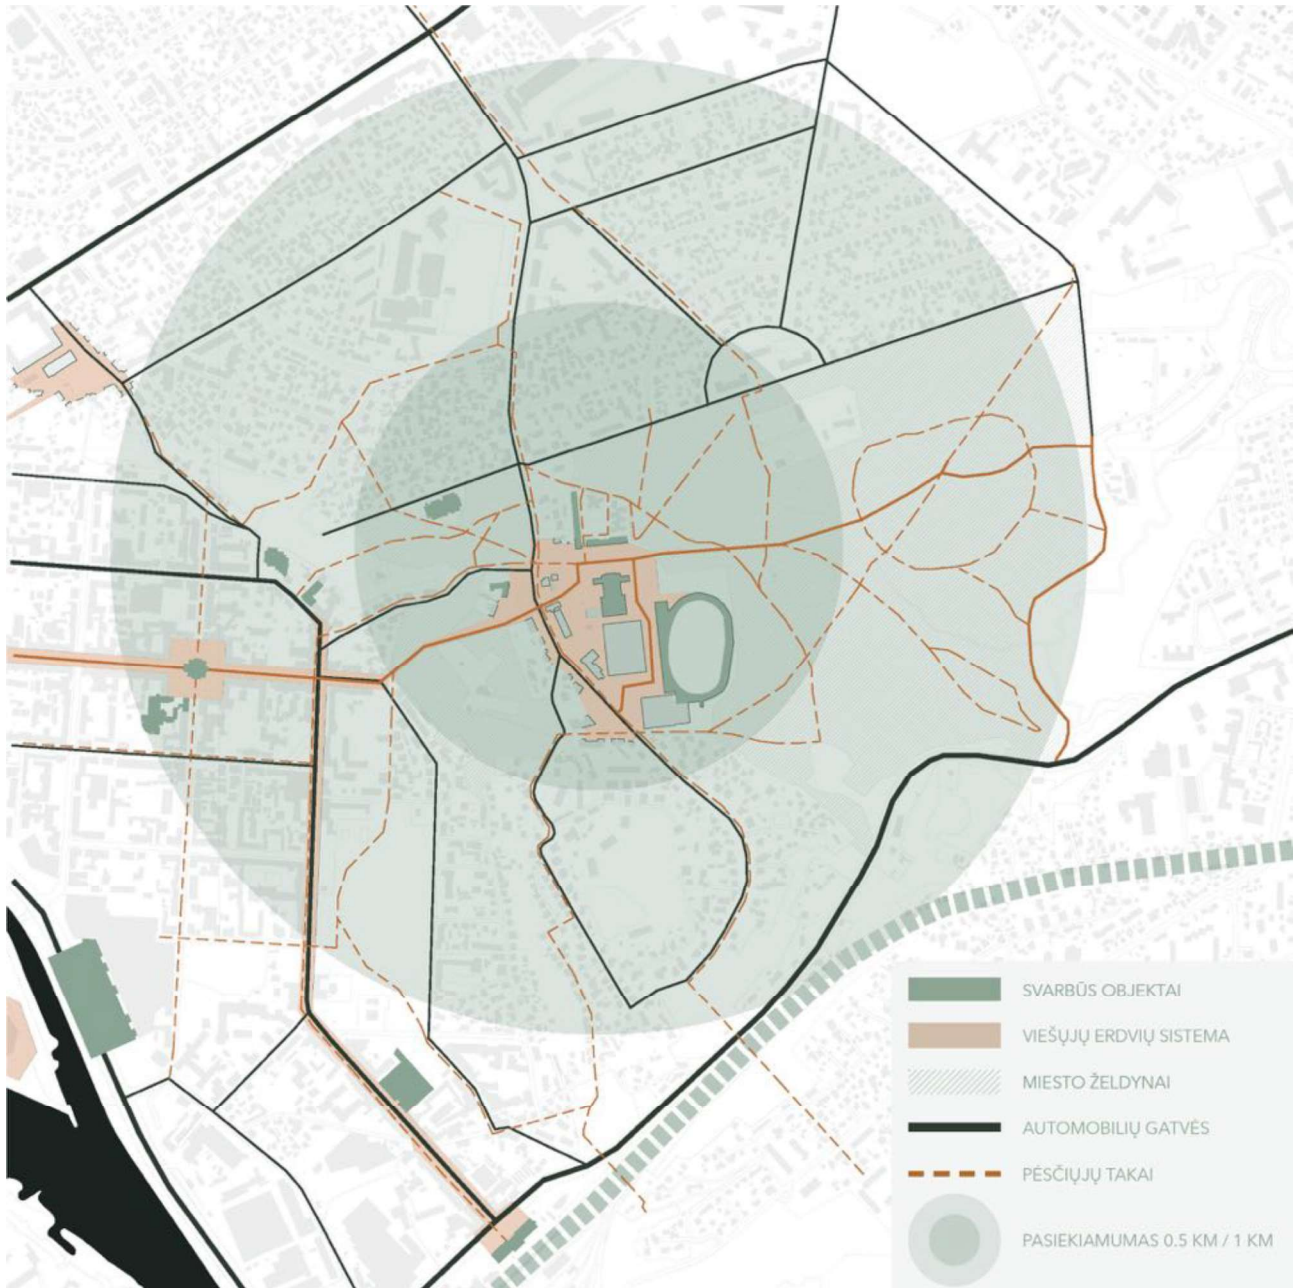 SVARBŪS OBJEKTAI
VIEŠŲJŲ ERDVIŲ SISTEMA
MIESTO ŽELDYNAI
AUTOMOBILIŲ GATVĖS
PĖSČIŲJŲ TAKAI
PASIEKIAMUMAS 0.5 KM / 1 KM